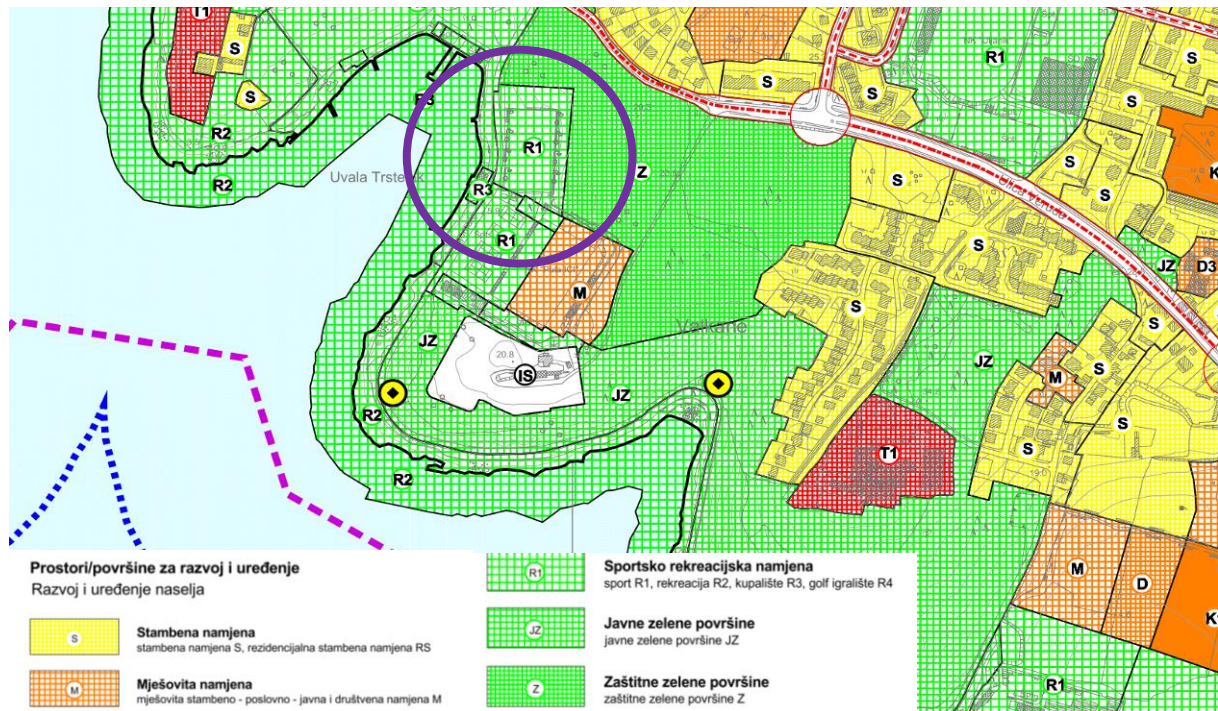 T1
S
S
R2
R2
R3
Uvala Trstenik
R1
R3
R1
Z
M
JZ
20.8
IS
JZ
R2
R2
Valkane
S
S
R1
S
S
S
S
S
S
Ulica Verude
S
JZ
D3
JZ
S
M
S
S
T1
S
M
D
R1
Prostori/površine za razvoj i uređenje
Razvoj i uređenje naselja
S
Stambena namjena
stambena namjena S, rezidencijalna stambena namjena RS
M
Mješovita namjena
mješovita stambeno - poslovno - javna i društvena namjena M
R1
Sportsko rekreacijska namjena
sport R1, rekreacija R2, kupalište R3, golf igralište R4
JZ
Javne zelene površine
javne zelene površine JZ
Z
Zaštitne zelene površine
zaštitne zelene površine Z